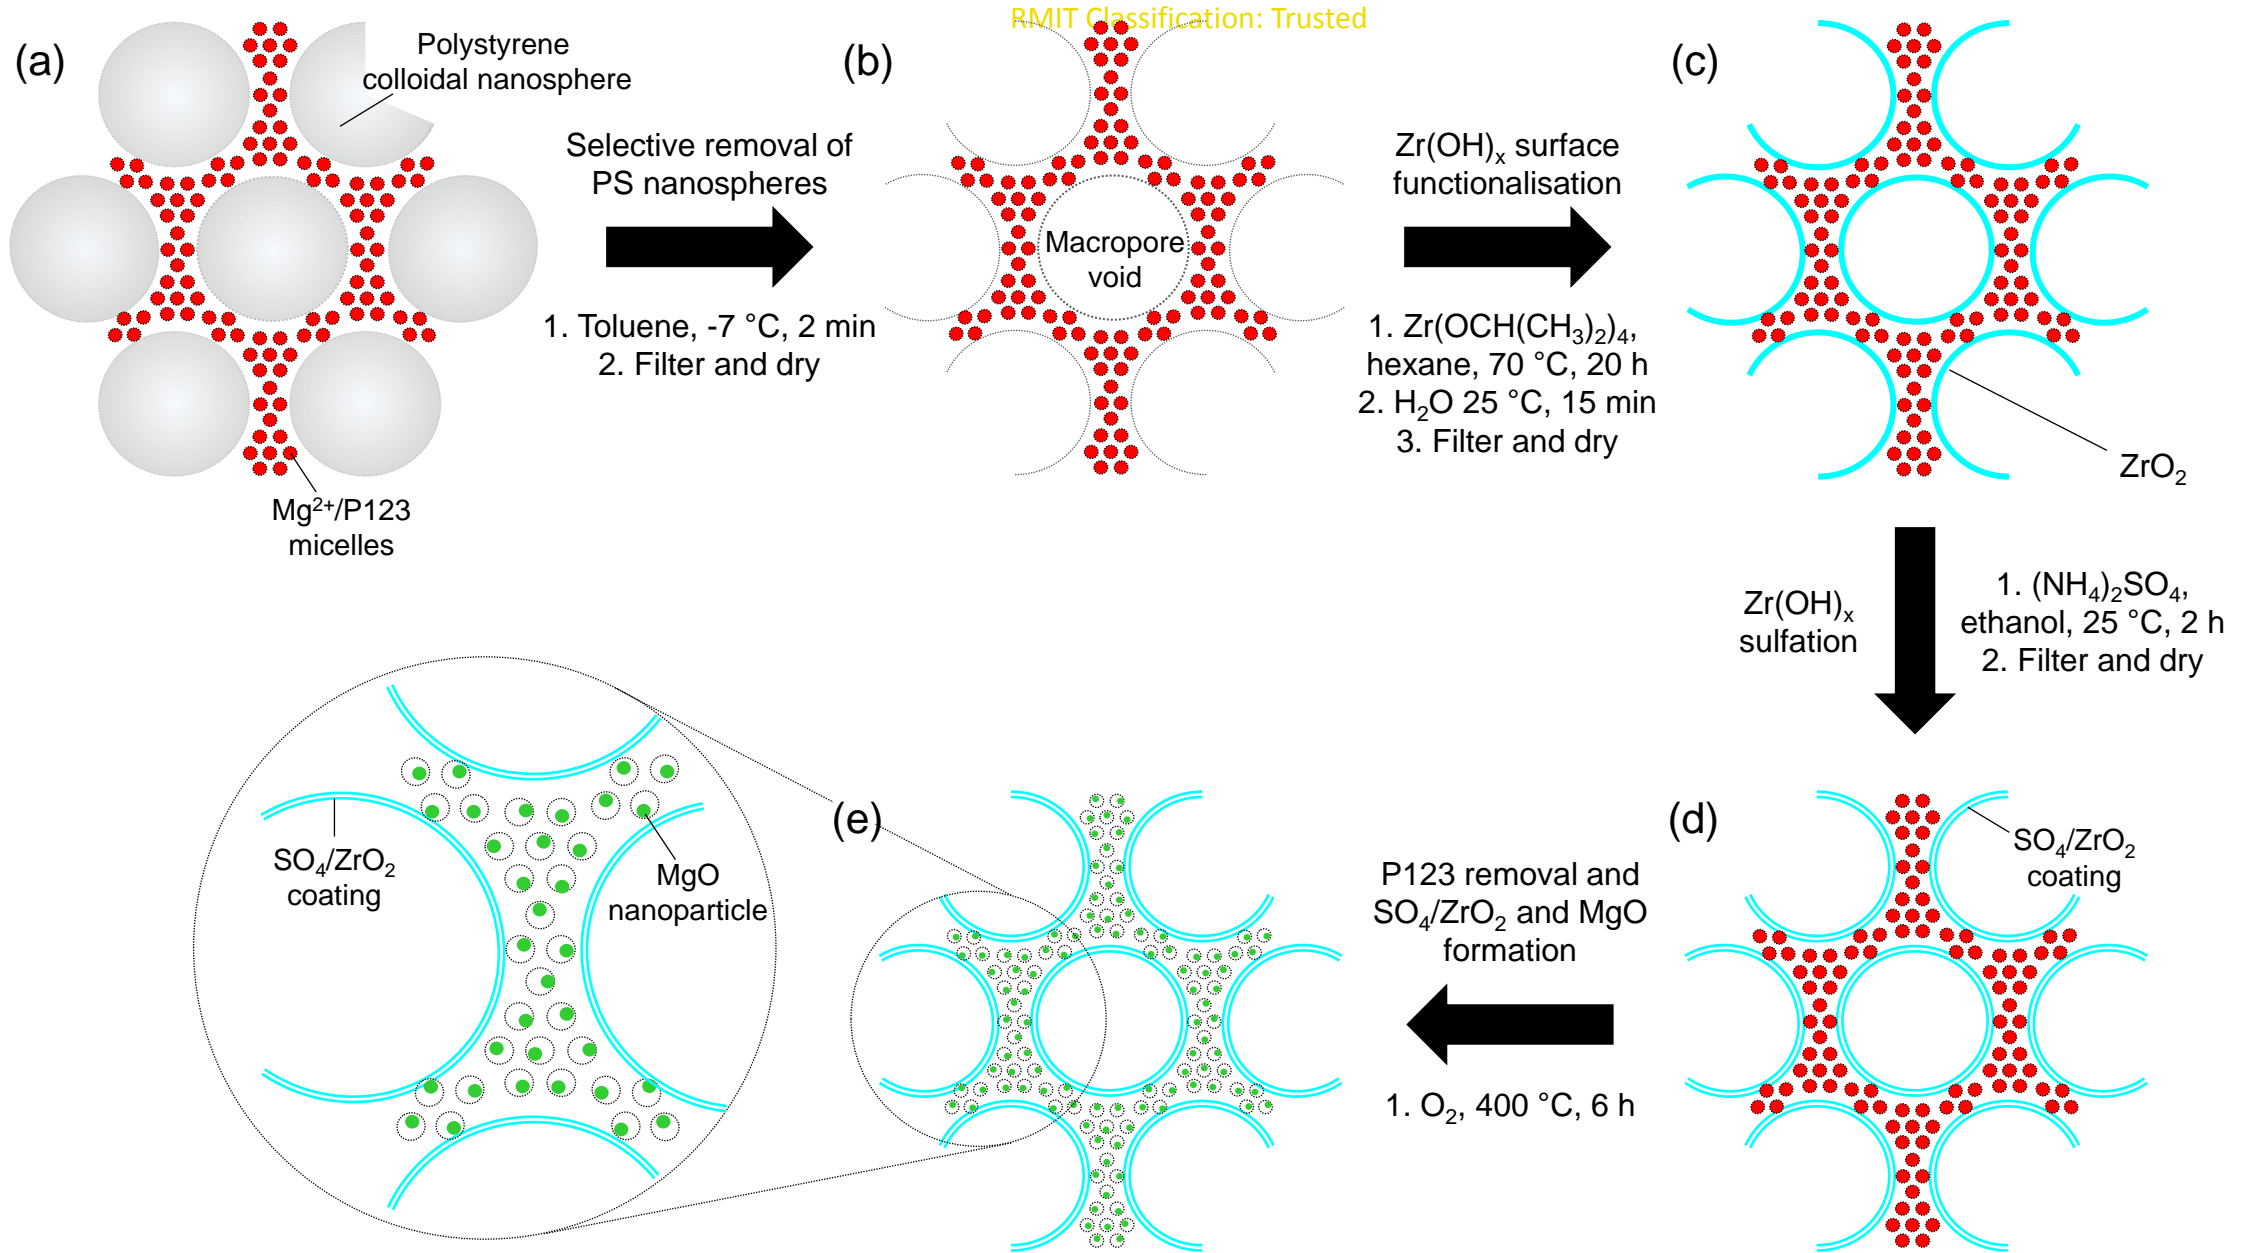 RMIT Classification: Trusted
(a)
Polystyrene
colloidal nanosphere
Mg²⁺/P123
micelles
Selective removal of
PS nanospheres
1. Toluene, -7 °C, 2 min
2. Filter and dry
(b)
Macropore
void
Zr(OH)ₓ surface
functionalisation
1. Zr(OCH(CH₃)₂)₄,
hexane, 70 °C, 20 h
2. H₂O 25 °C, 15 min
3. Filter and dry
(c)
ZrO₂
Zr(OH)ₓ
sulfation
1. (NH₄)₂SO₄,
ethanol, 25 °C, 2 h
2. Filter and dry
(d)
SO₄/ZrO₂
coating
P123 removal and
SO₄/ZrO₂ and MgO
formation
1. O₂, 400 °C, 6 h
(e)
SO₄/ZrO₂
coating
MgO
nanoparticle